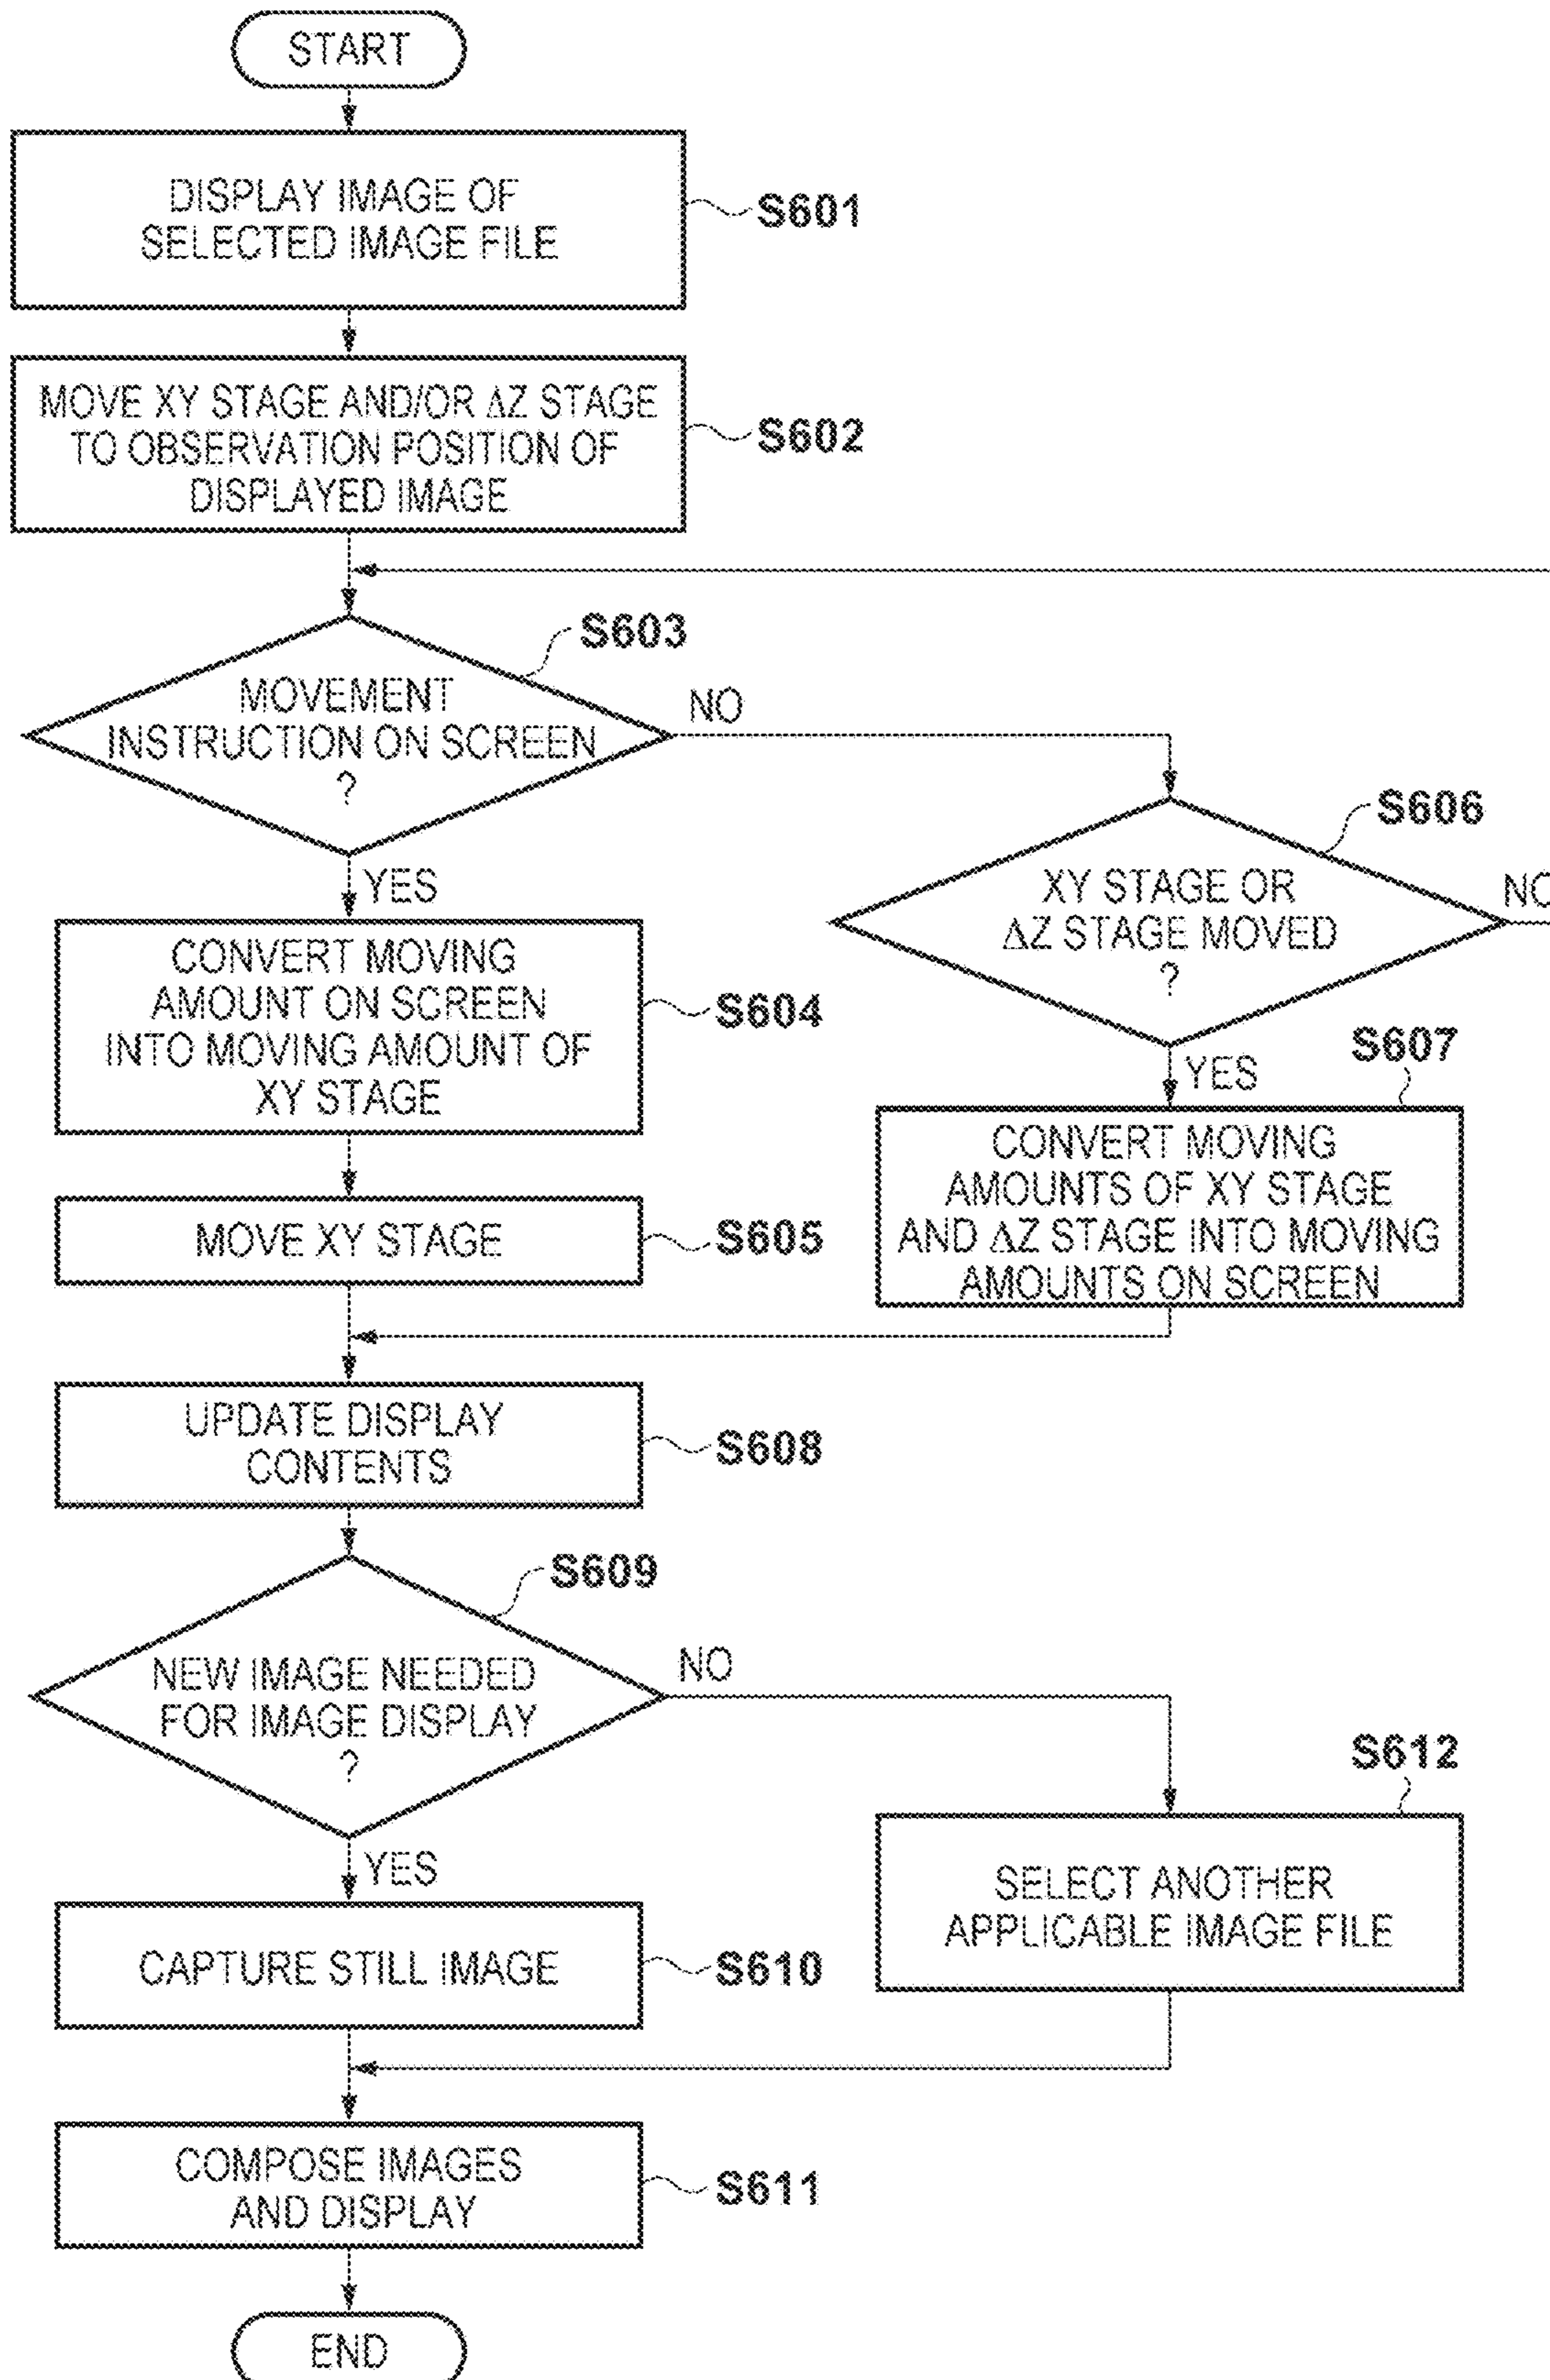 START
DISPLAY IMAGE OF
SELECTED IMAGE FILE
S601
MOVE XY STAGE AND/OR ΔZ STAGE
TO OBSERVATION POSITION OF
DISPLAYED IMAGE
S602
S603
MOVEMENT
INSTRUCTION ON SCREEN
?
NO
YES
S606
XY STAGE OR
ΔZ STAGE MOVED
?
NO
YES
CONVERT MOVING
AMOUNT ON SCREEN
INTO MOVING AMOUNT OF
XY STAGE
S604
S607
CONVERT MOVING
AMOUNTS OF XY STAGE
AND ΔZ STAGE INTO MOVING
AMOUNTS ON SCREEN
MOVE XY STAGE
S605
UPDATE DISPLAY
CONTENTS
S608
S609
NEW IMAGE NEEDED
FOR IMAGE DISPLAY
?
NO
YES
S612
SELECT ANOTHER
APPLICABLE IMAGE FILE
CAPTURE STILL IMAGE
S610
COMPOSE IMAGES
AND DISPLAY
S611
END